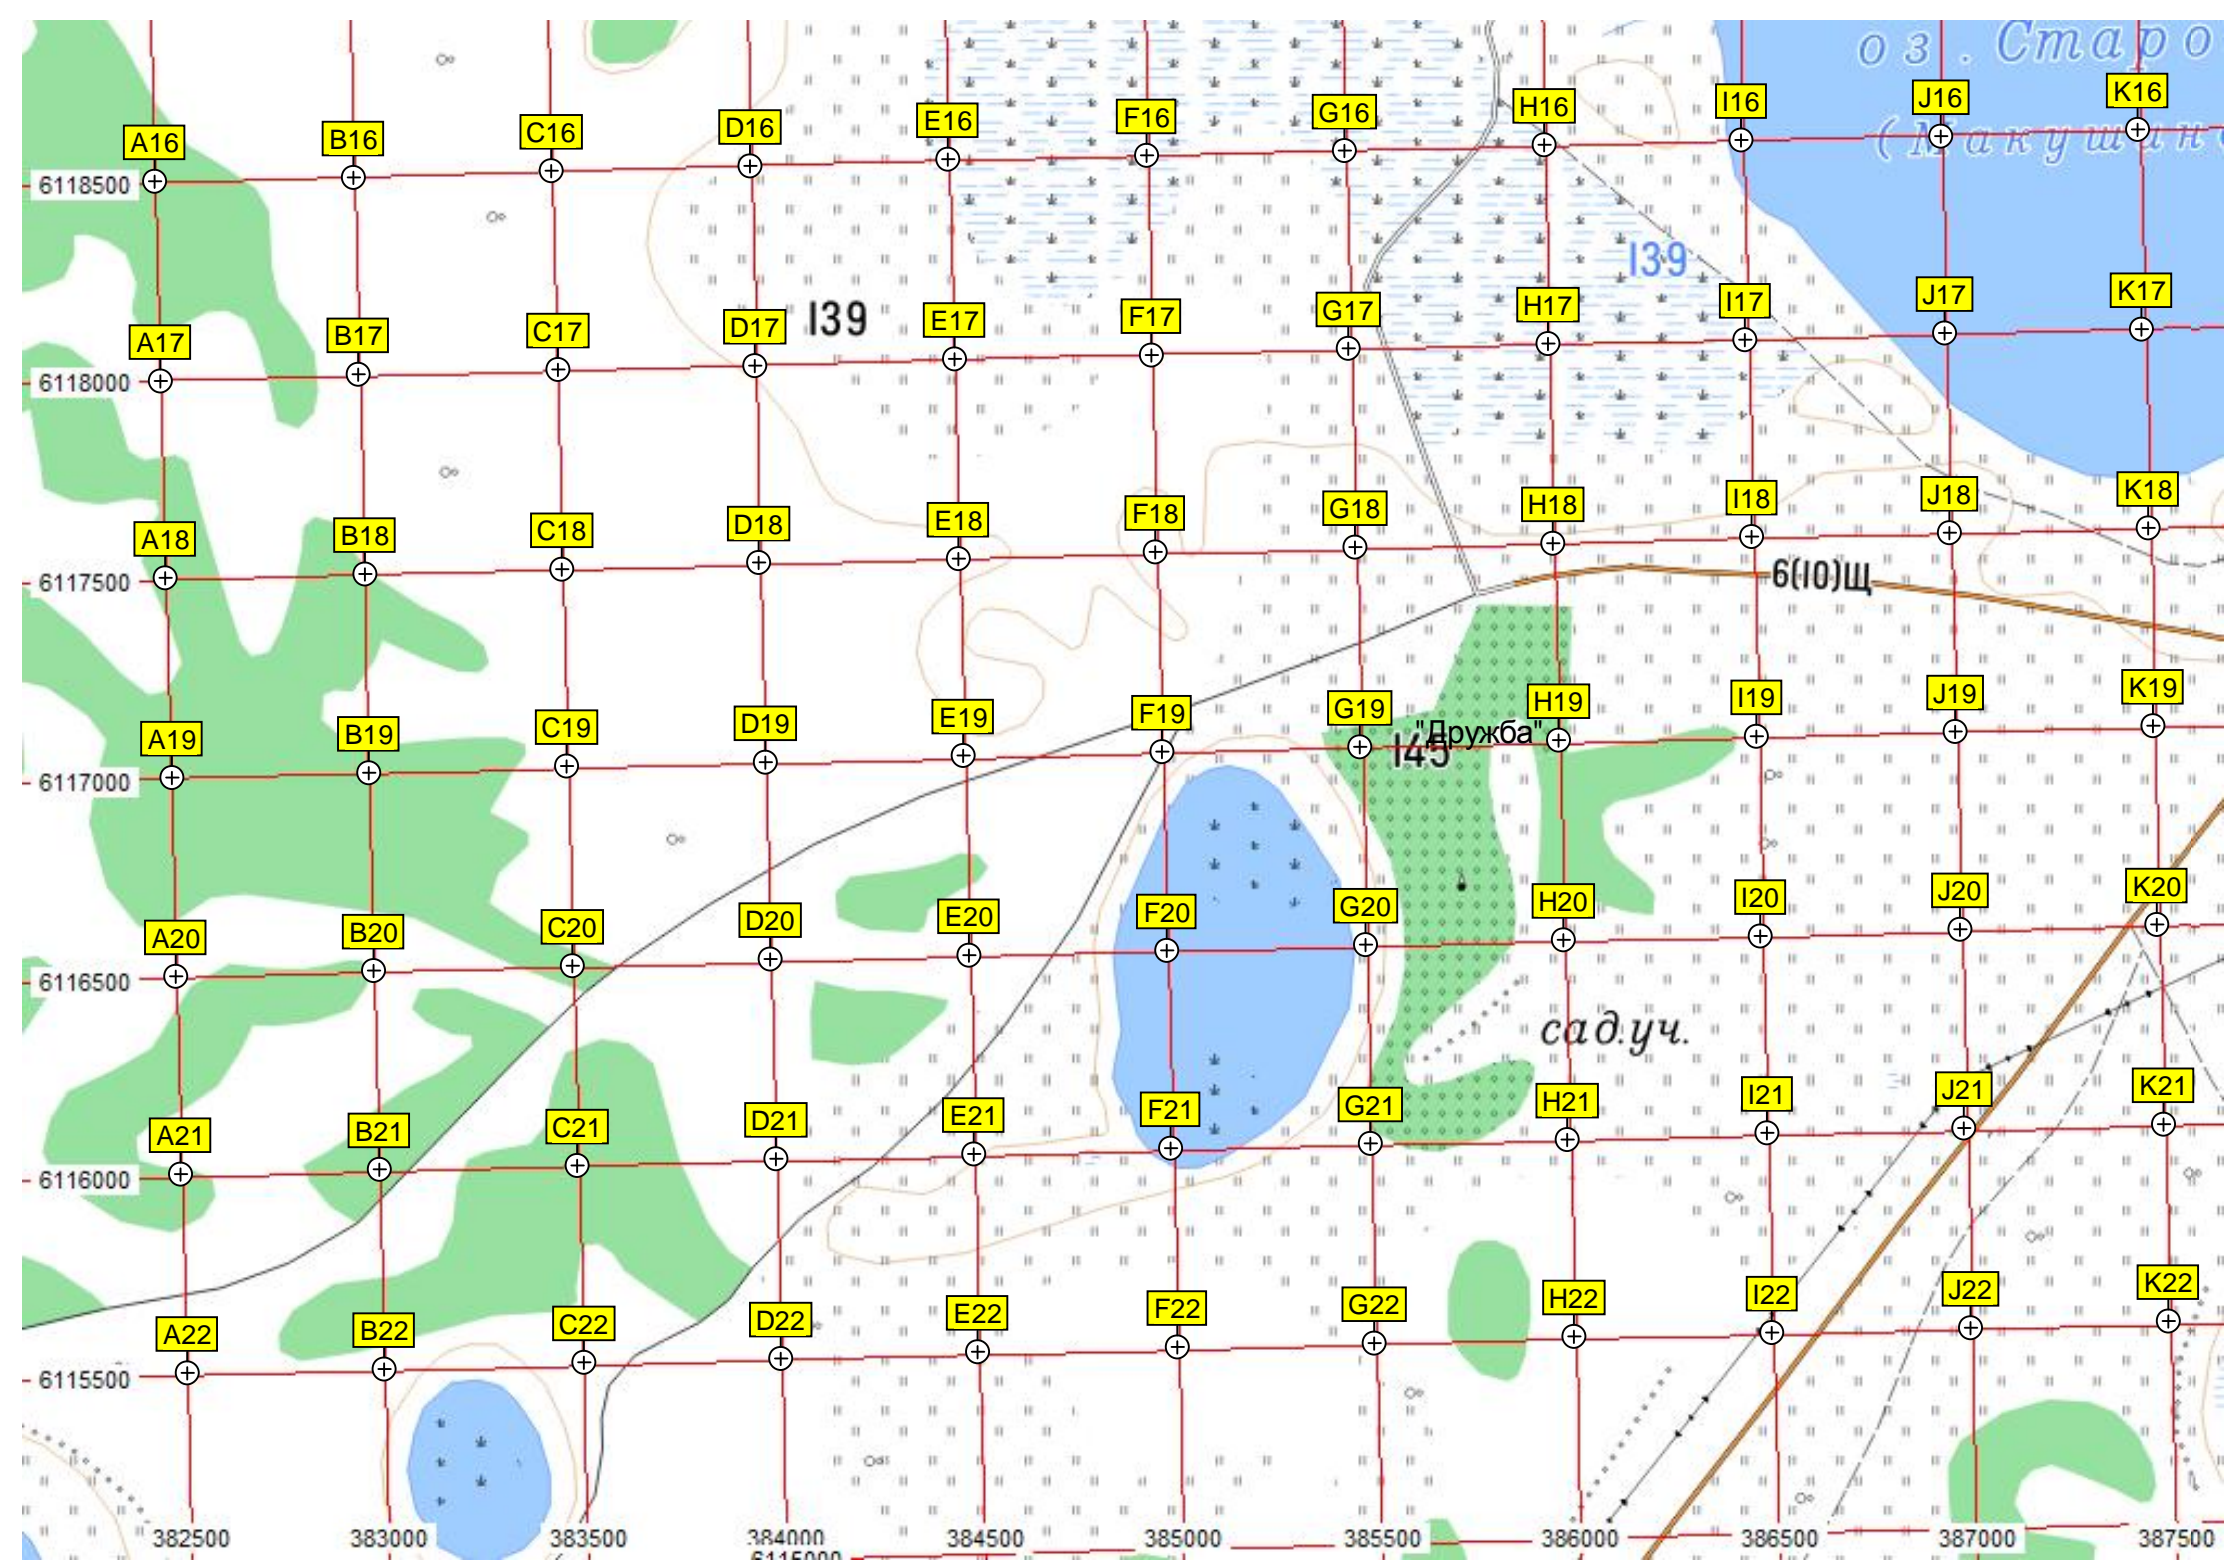 оз. Старо
(Макушин
A16 B16 C16 D16 E16 F16 G16 H16 I16 J16 K16
6118500
139
139
A17 B17 C17 D17 E17 F17 G17 H17 I17 J17 K17
6118000
A18 B18 C18 D18 E18 F18 G18 H18 I18 J18 K18
6117500
6(10)Щ
A19 B19 C19 D19 E19 F19 G19 H19 I19 J19 K19
"Дружба"
145
6117000
A20 B20 C20 D20 E20 F20 G20 H20 I20 J20 K20
6116500
сад.уч.
A21 B21 C21 D21 E21 F21 G21 H21 I21 J21 K21
6116000
A22 B22 C22 D22 E22 F22 G22 H22 I22 J22 K22
6115500
382500 383000 383500 384000 384500 385000 385500 386000 386500 387000 387500
6115000